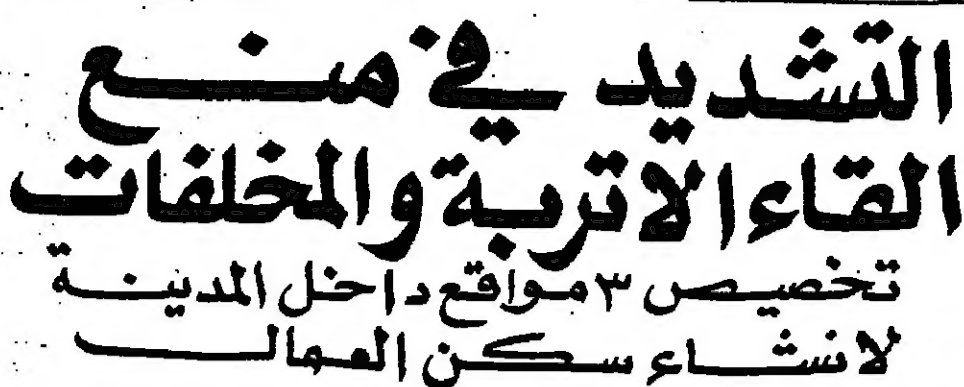 التشديد في منع
القاء الاتربة والمخلفات
تخصيص ٣ مواقع داخل المدينة
لانشاء سكن العمال